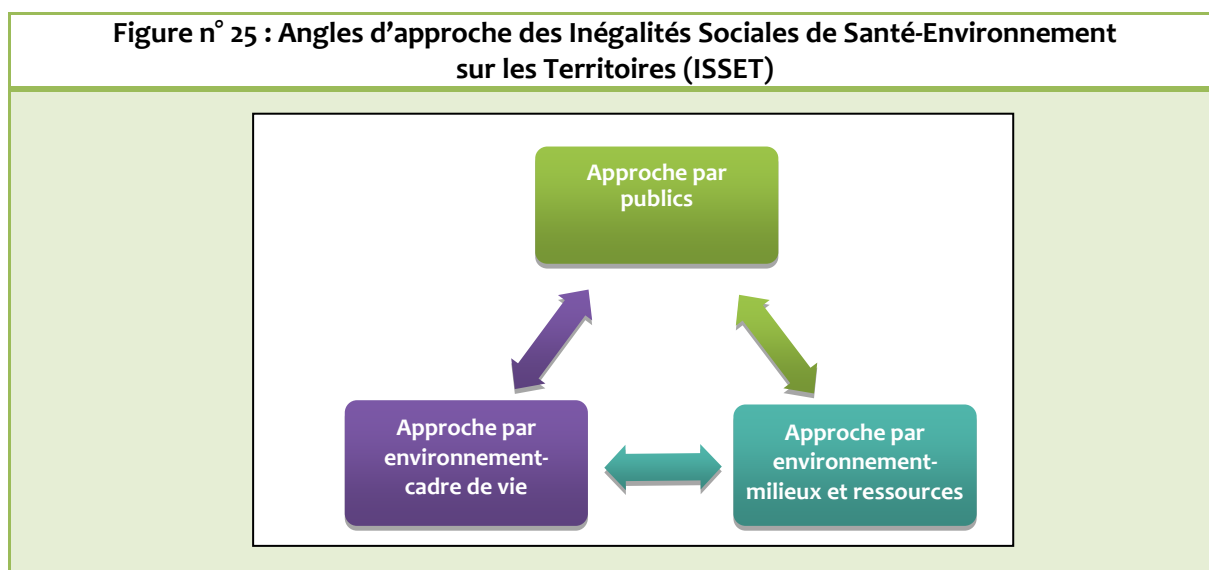 Figure n° 25 : Angles d’approche des Inégalités Sociales de Santé-Environnement
sur les Territoires (ISSET)
Approche par
publics
Approche par
environnement-
cadre de vie
Approche par
environnement-
milieux et ressources